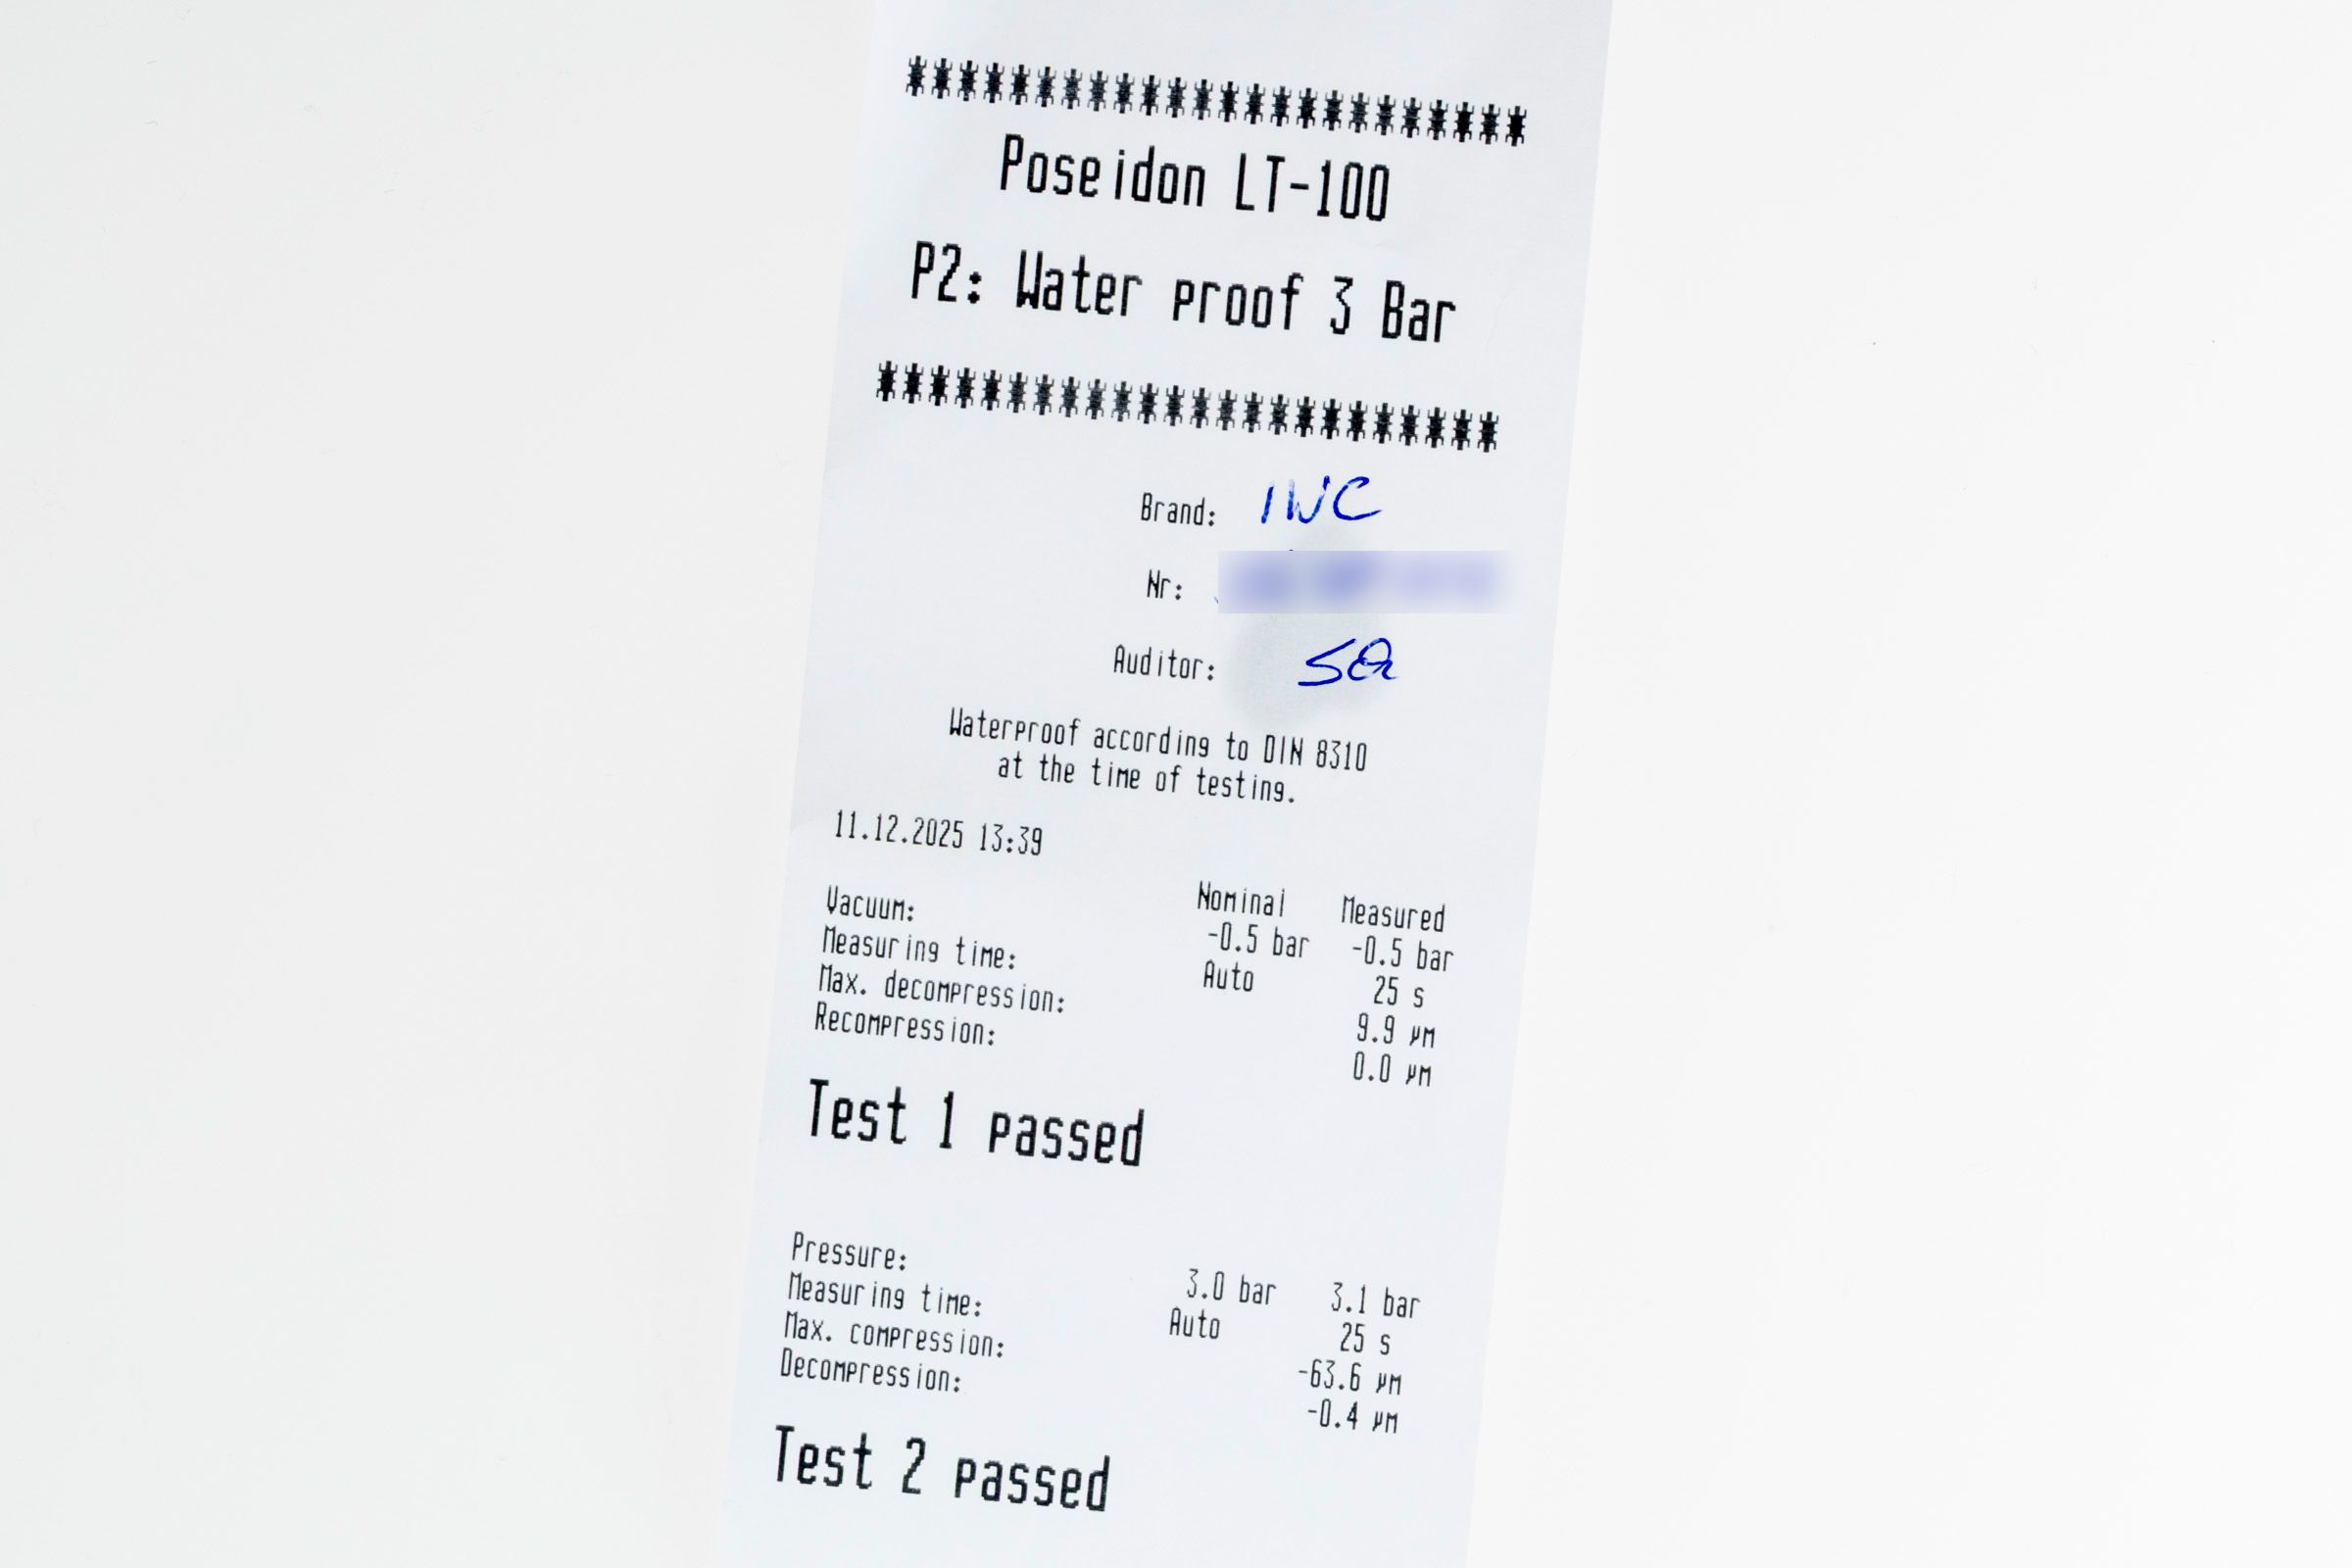 Poseidon LT-100
P2: Water proof 3 Bar
Brand: IWC
Nr:
Auditor:
Waterproof according to DIN 8310
at the time of testing.
11.12.2025 13:39
Nominal Measured
Vacuum: -0.5 bar -0.5 bar
Measuring time: Auto 25 s
Max. decompression: 9.9 µm
Recompression: 0.0 µm
Test 1 passed
Pressure: 3.0 bar 3.1 bar
Measuring time: Auto 25 s
Max. compression: -63.6 µm
Decompression: -0.4 µm
Test 2 passed